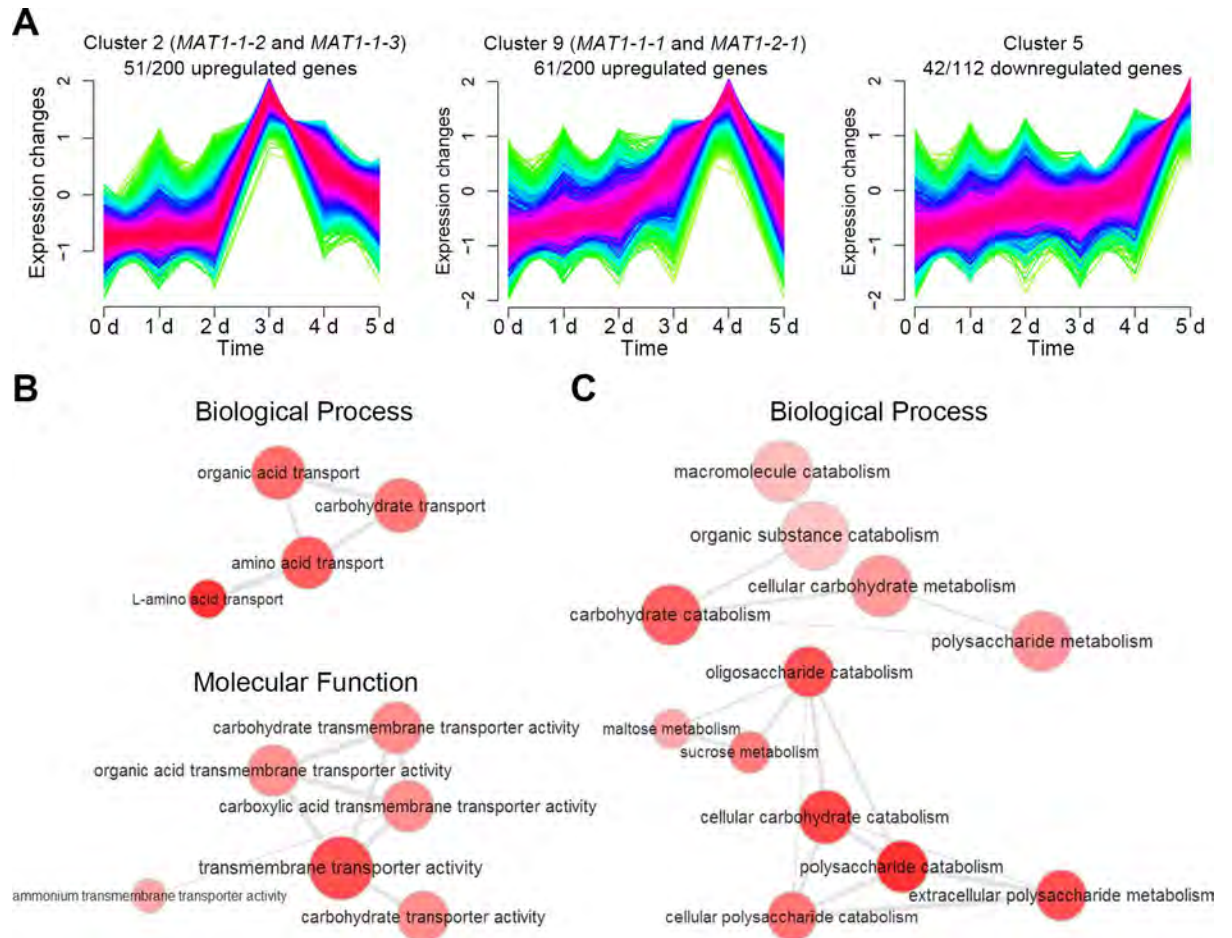 A
Cluster 2 (MAT1-1-2 and MAT1-1-3)
51/200 upregulated genes
Expression changes
2
1
0
-1
0 d 1 d 2 d 3 d 4 d 5 d
Time
Cluster 9 (MAT1-1-1 and MAT1-2-1)
61/200 upregulated genes
Expression changes
2
1
0
-1
-2
0 d 1 d 2 d 3 d 4 d 5 d
Time
Cluster 5
42/112 downregulated genes
Expression changes
2
1
0
-1
-2
0 d 1 d 2 d 3 d 4 d 5 d
Time
B
Biological Process
organic acid transport
carbohydrate transport
amino acid transport
L-amino acid transport
Molecular Function
carbohydrate transmembrane transporter activity
organic acid transmembrane transporter activity
carboxylic acid transmembrane transporter activity
transmembrane transporter activity
ammonium transmembrane transporter activity
carbohydrate transporter activity
C
Biological Process
macromolecule catabolism
organic substance catabolism
cellular carbohydrate metabolism
carbohydrate catabolism
polysaccharide metabolism
oligosaccharide catabolism
maltose metabolism
sucrose metabolism
cellular carbohydrate catabolism
polysaccharide catabolism
extracellular polysaccharide metabolism
cellular polysaccharide catabolism